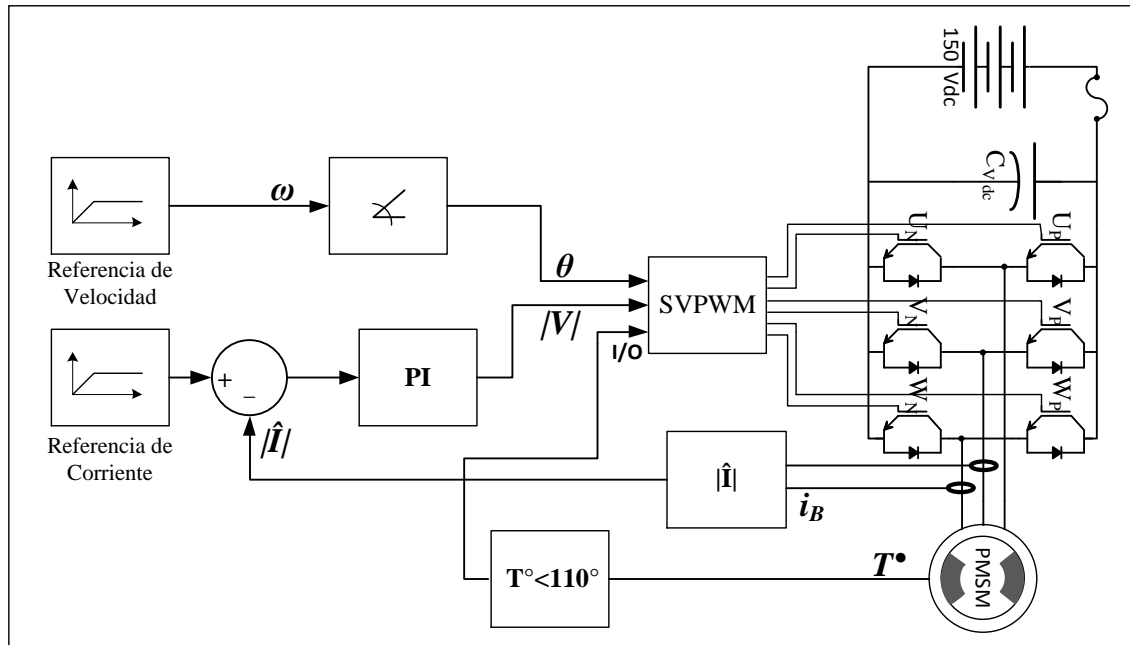 150 Vdc
C Vdc
ω
Referencia de
Velocidad
θ
|V|
I/O
SVPWM
U_N
U_P
V_N
V_P
W_N
W_P
+
−
PI
Referencia de
Corriente
|Î|
|Î|
i_B
T°<110°
T•
PMSM